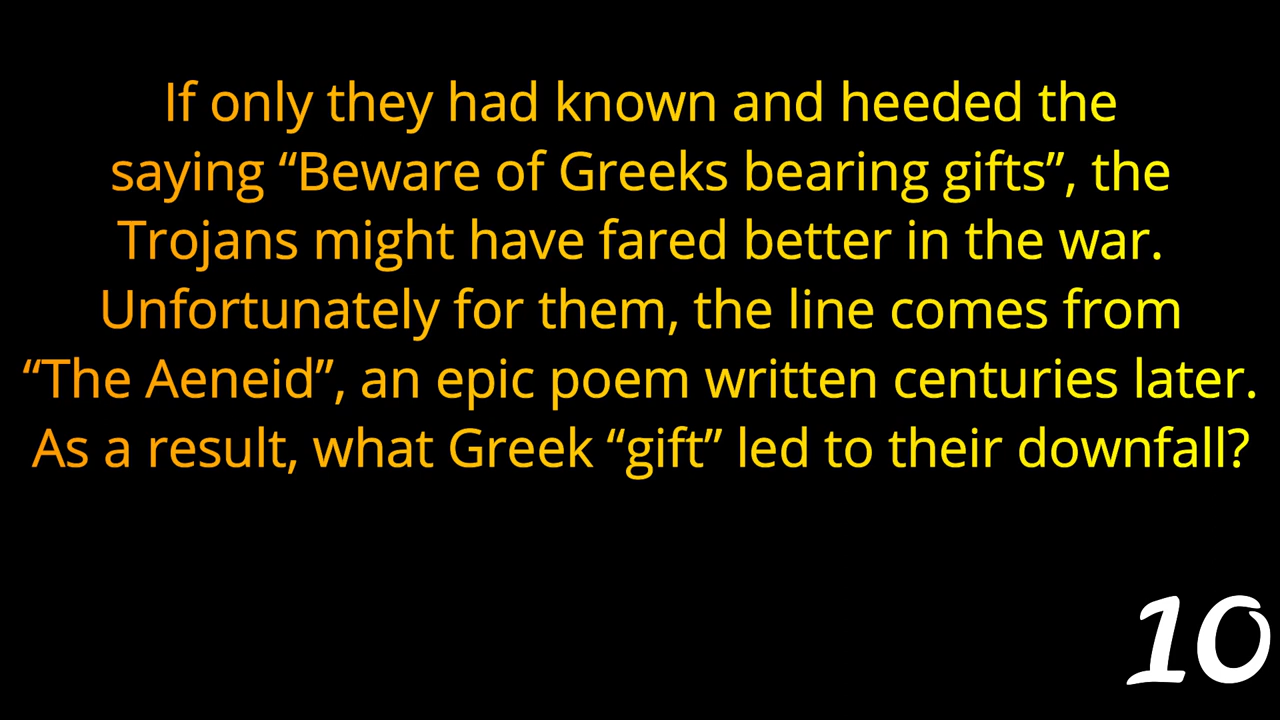 If only they had known and heeded the
saying “Beware of Greeks bearing gifts”, the
Trojans might have fared better in the war.
Unfortunately for them, the line comes from
“The Aeneid”, an epic poem written centuries later.
As a result, what Greek “gift” led to their downfall?
10